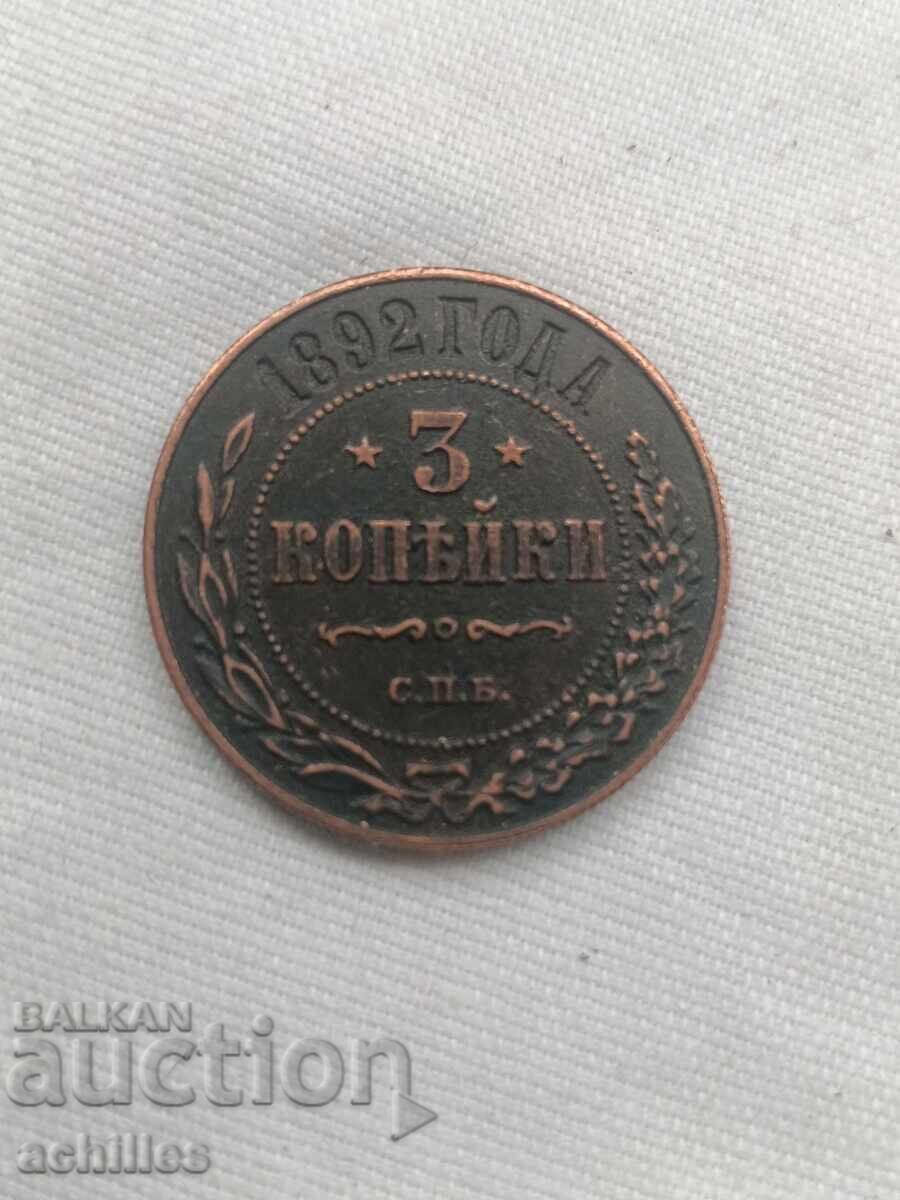 1892 ГОДА
★ 3 ★
КОПѢЙКИ
С.П.Б.
BALKAN
auction
achilles